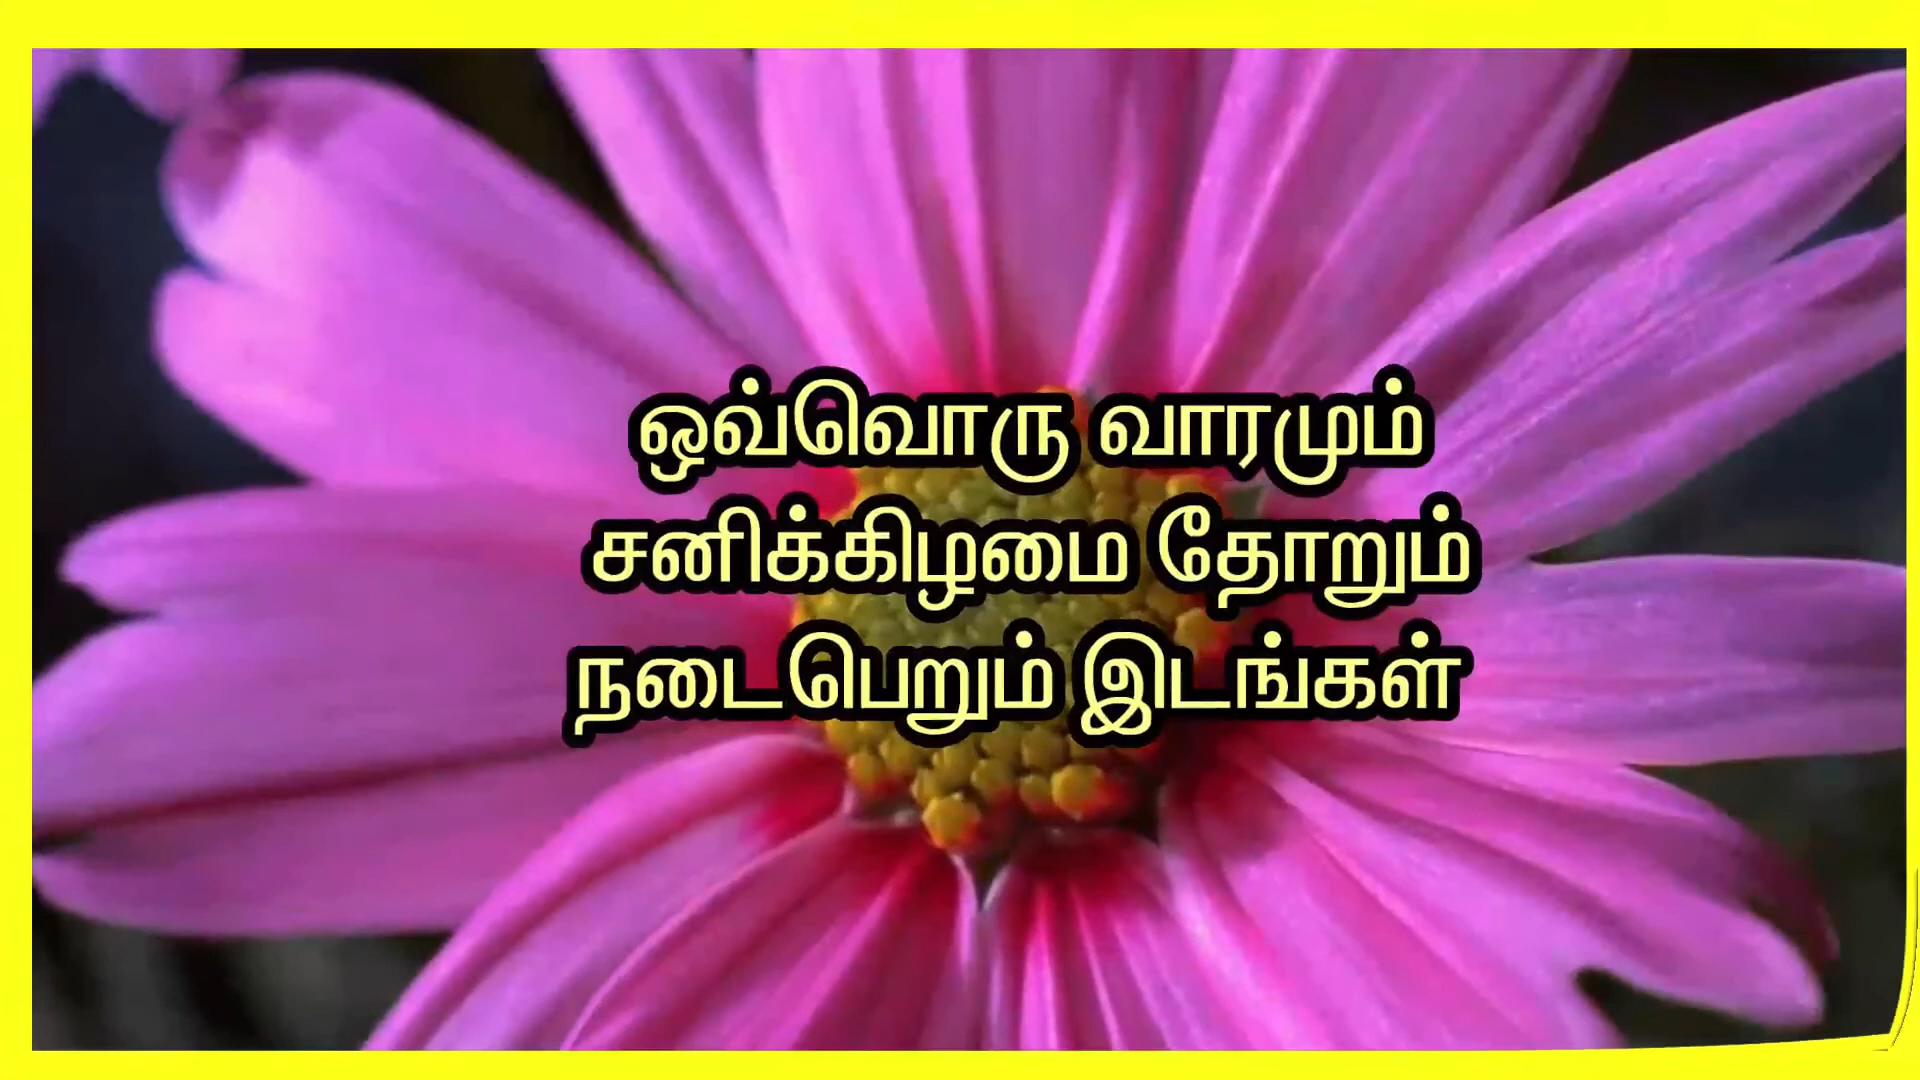 ஒவ்வொரு வாரமும்
சனிக்கிழமை தோறும்
நடைபெறும் இடங்கள்